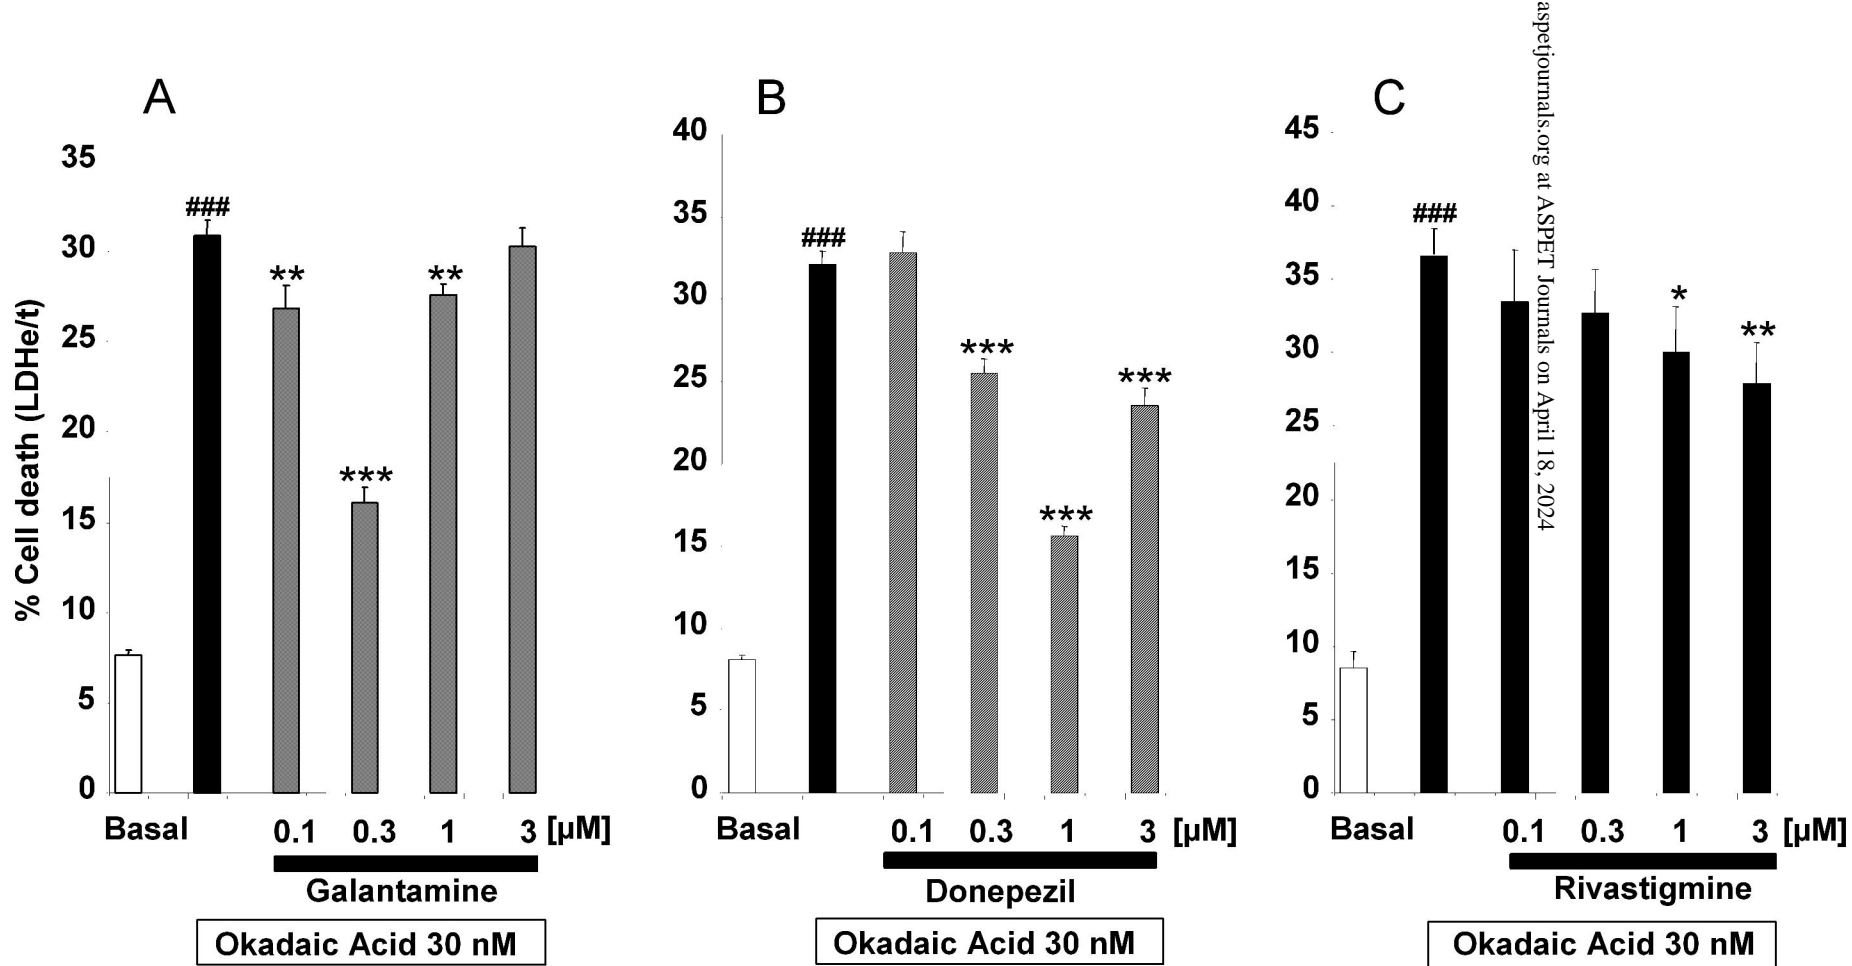 A
% Cell death (LDHe/t)
35
30
25
20
15
10
5
0
###
**
***
**
Basal
0.1
0.3
1
3
[µM]
Galantamine
Okadaic Acid 30 nM
B
40
35
30
25
20
15
10
5
0
###
***
***
***
Basal
0.1
0.3
1
3
[µM]
Donepezil
Okadaic Acid 30 nM
C
45
40
35
30
25
20
15
10
5
0
###
*
**
Basal
0.1
0.3
1
3
[µM]
Rivastigmine
Okadaic Acid 30 nM
aspetjournals.org at ASPET Journals on April 18, 2024